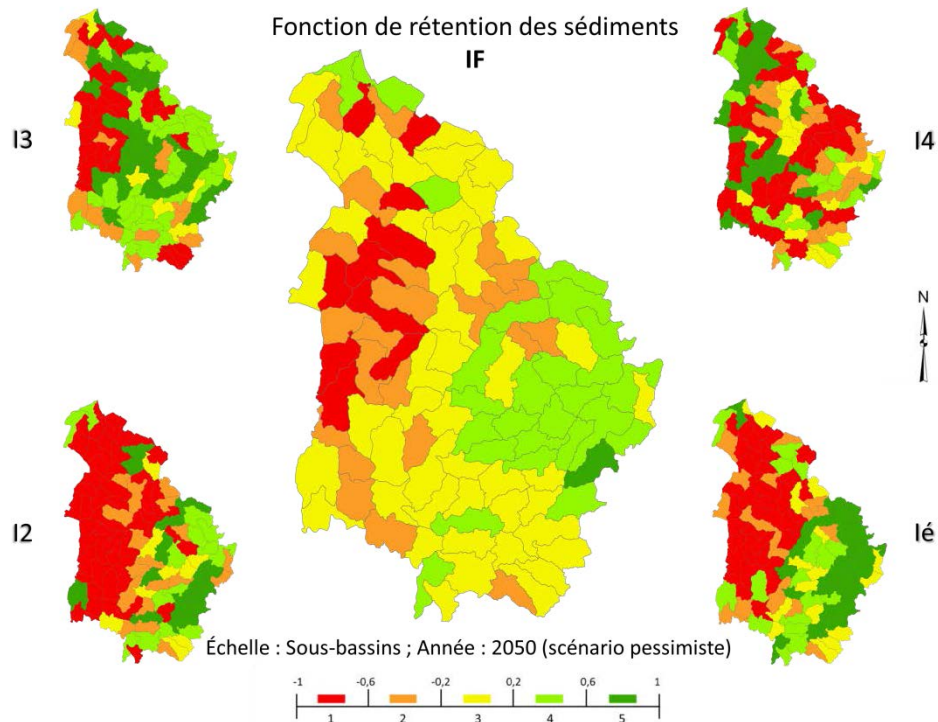 Fonction de rétention des sédiments
IF
I3
I4
N
I2
Ié
Échelle : Sous-bassins ; Année : 2050 (scénario pessimiste)
-1 -0,6 -0,2 0,2 0,6 1
1 2 3 4 5